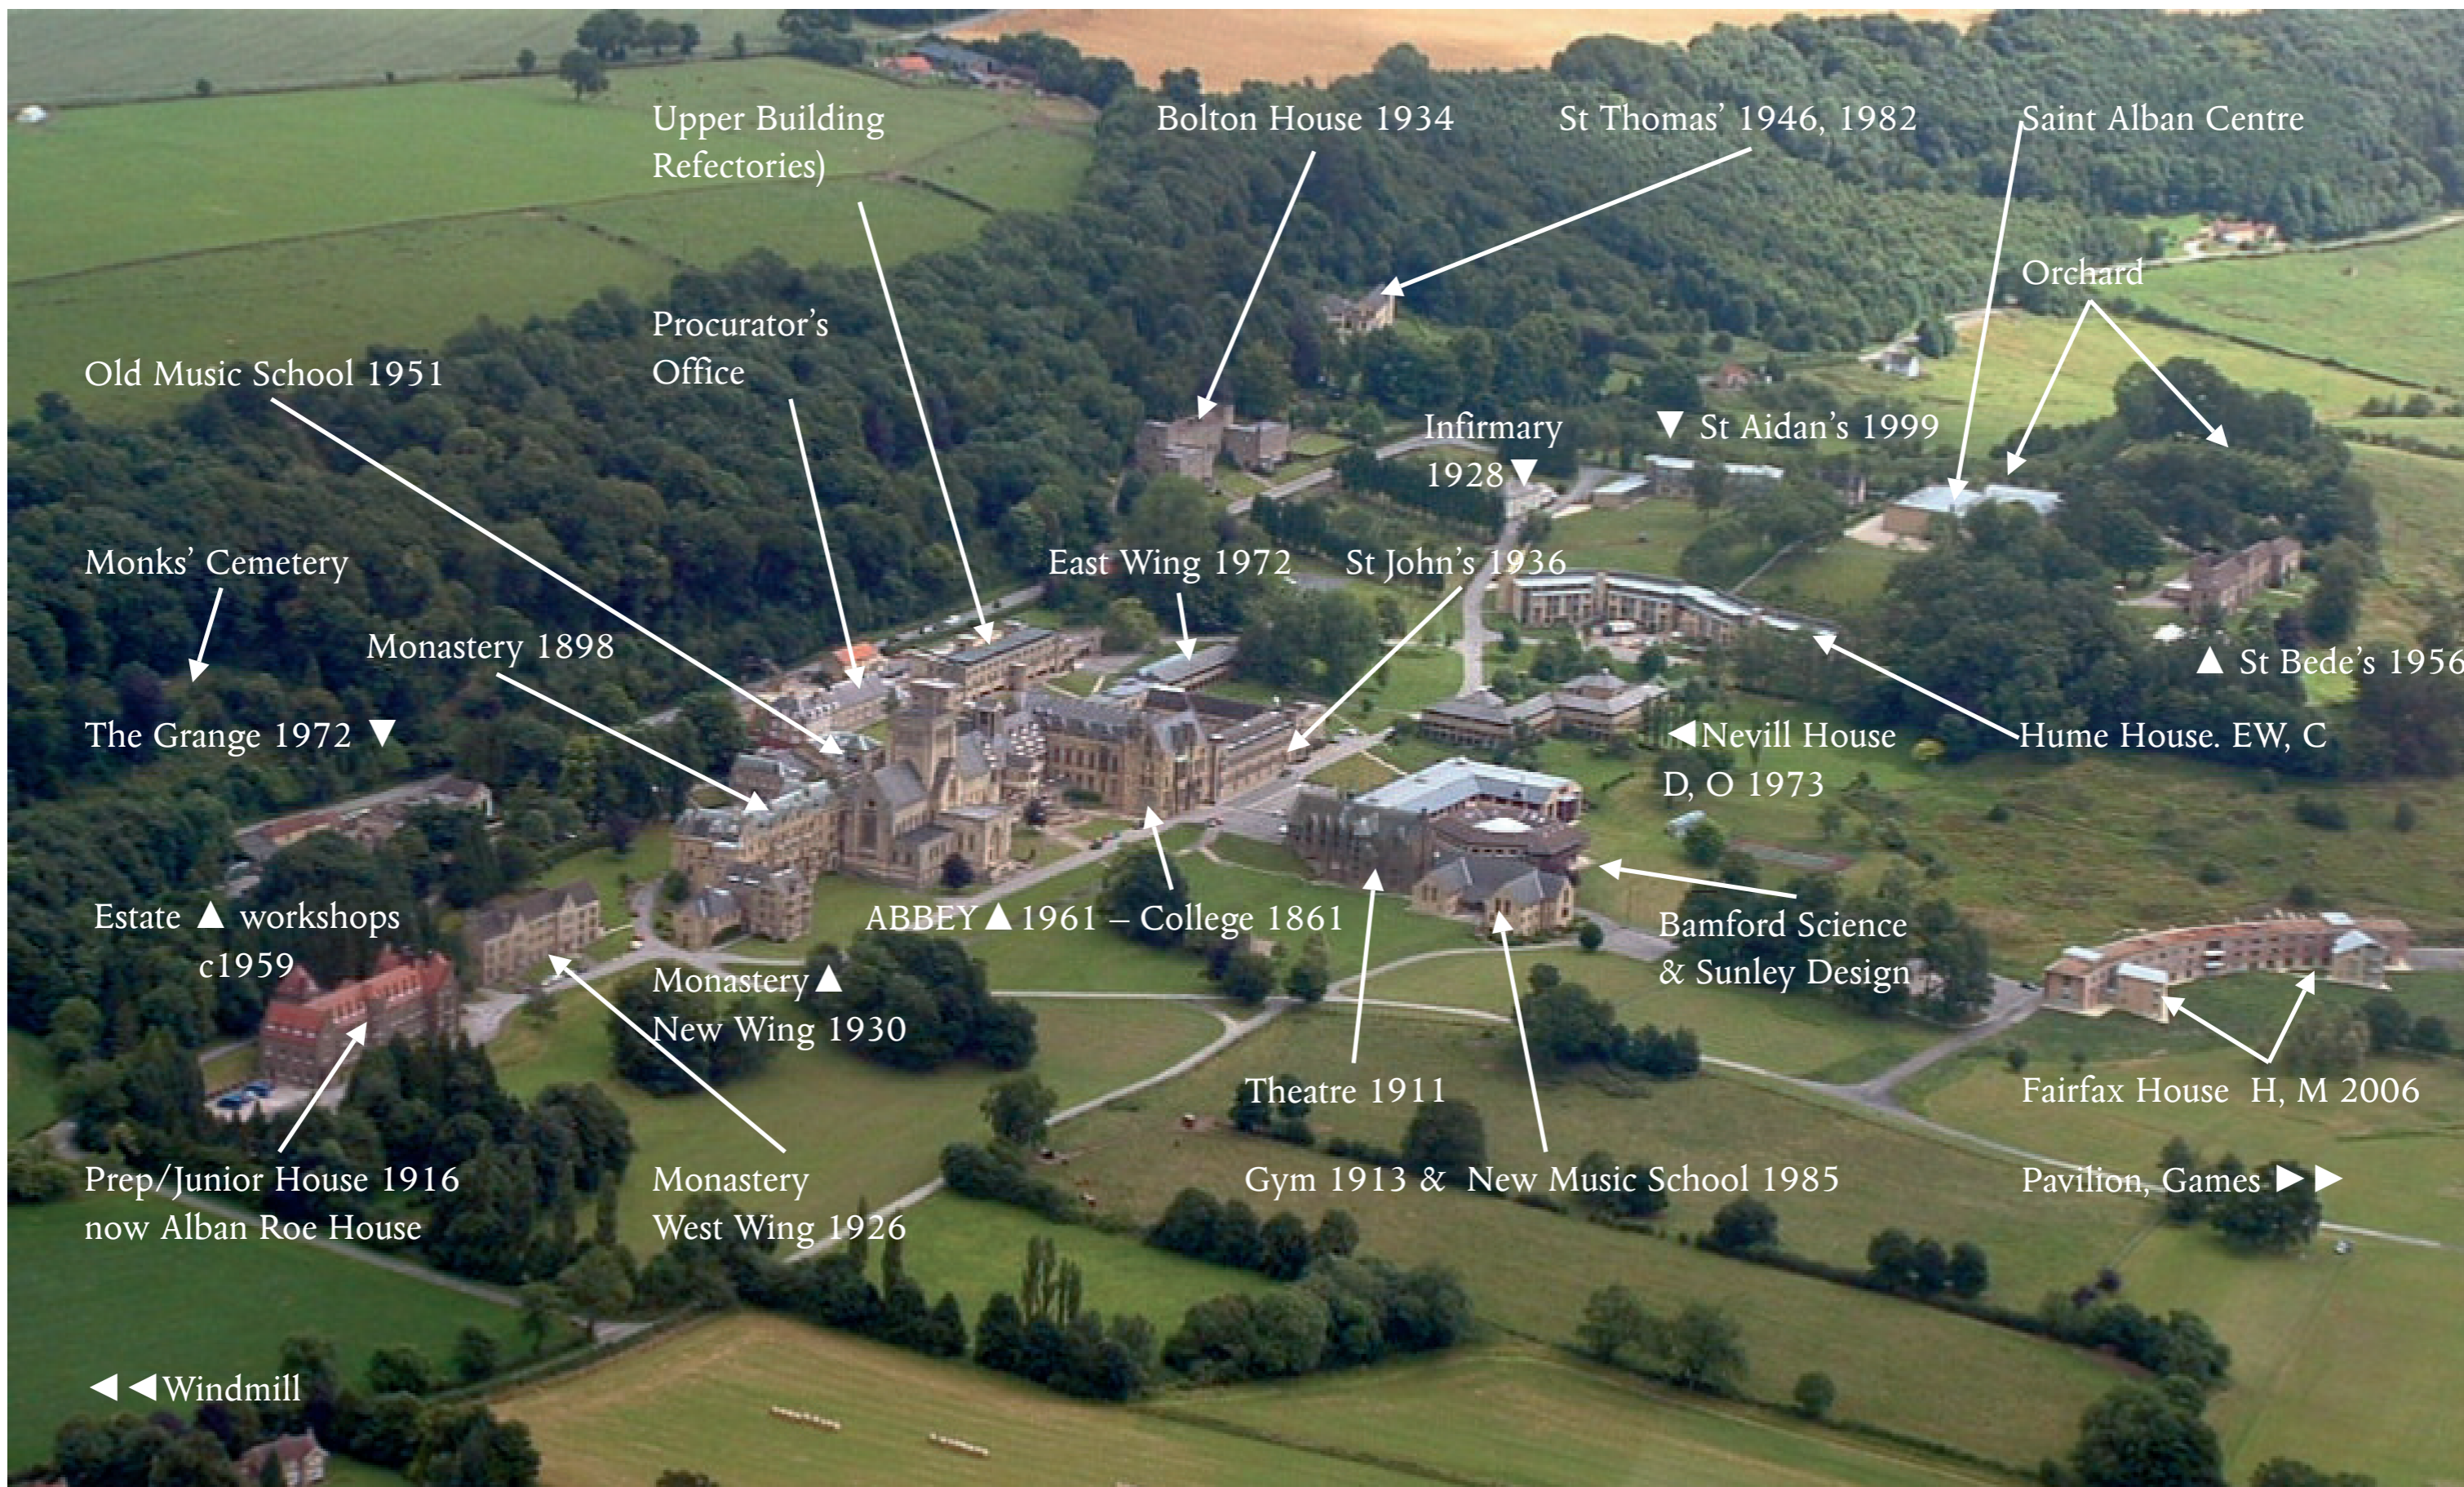 Upper Building
Refectories)
Bolton House 1934
St Thomas' 1946, 1982
Saint Alban Centre
Orchard
Procurator's
Office
Old Music School 1951
Infirmary
1928 ▼
▼ St Aidan's 1999
Monks' Cemetery
East Wing 1972
St John's 1936
Monastery 1898
▲ St Bede's 1956
The Grange 1972 ▼
◀Nevill House
D, O 1973
Hume House. EW, C
Estate ▲ workshops
c1959
ABBEY ▲ 1961 – College 1861
Bamford Science
& Sunley Design
Monastery ▲
New Wing 1930
Theatre 1911
Fairfax House H, M 2006
Prep/Junior House 1916
now Alban Roe House
Monastery
West Wing 1926
Gym 1913 & New Music School 1985
Pavilion, Games ▶ ▶
◀ ◀Windmill